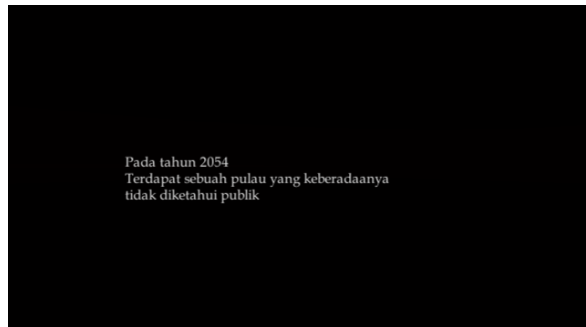 Pada tahun 2054
Terdapat sebuah pulau yang keberadaanya
tidak diketahui publik